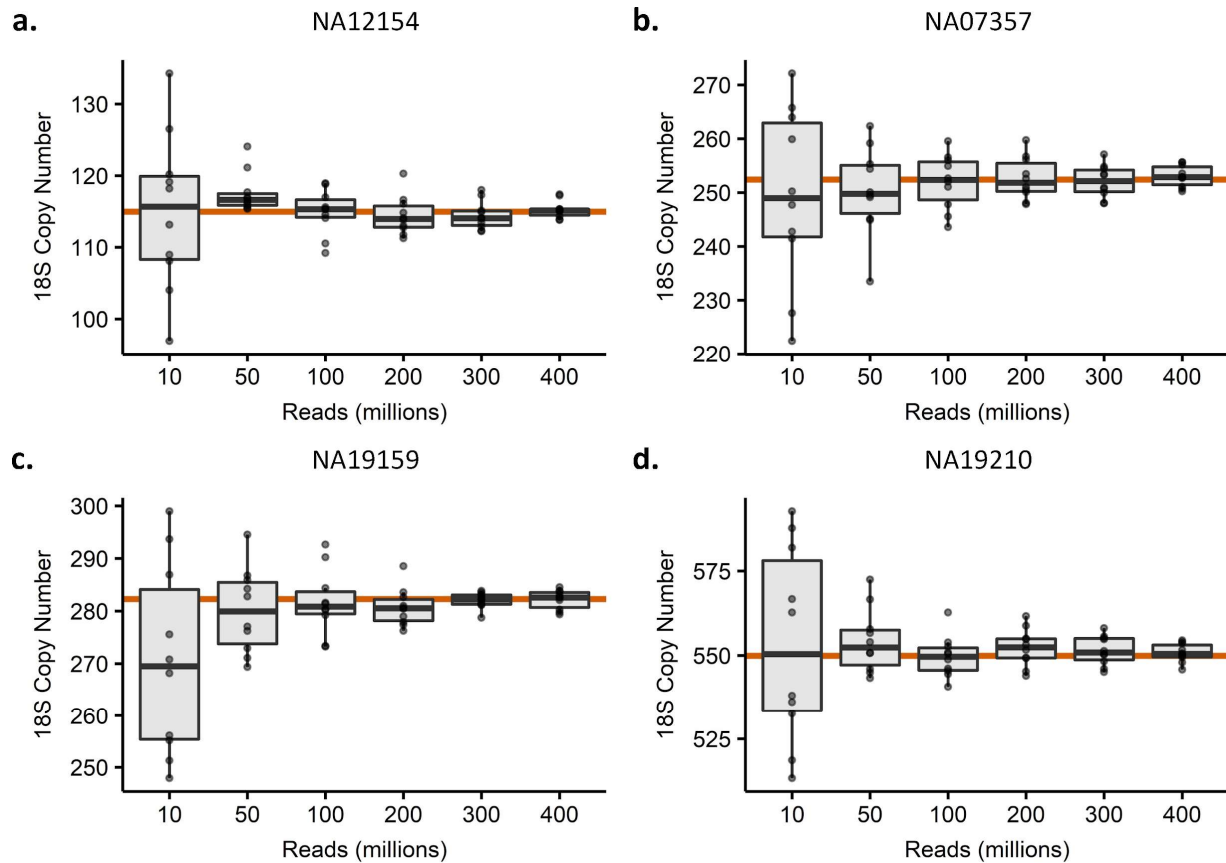 a.
NA12154
18S Copy Number
130
120
110
100
10 50 100 200 300 400
Reads (millions)
b.
NA07357
18S Copy Number
270
260
250
240
230
220
10 50 100 200 300 400
Reads (millions)
c.
NA19159
18S Copy Number
300
290
280
270
260
250
10 50 100 200 300 400
Reads (millions)
d.
NA19210
18S Copy Number
575
550
525
10 50 100 200 300 400
Reads (millions)